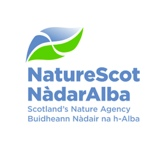 NatureScot
NàdarAlba
Scotland's Nature Agency
Buidheann Nàdair na h-Alba